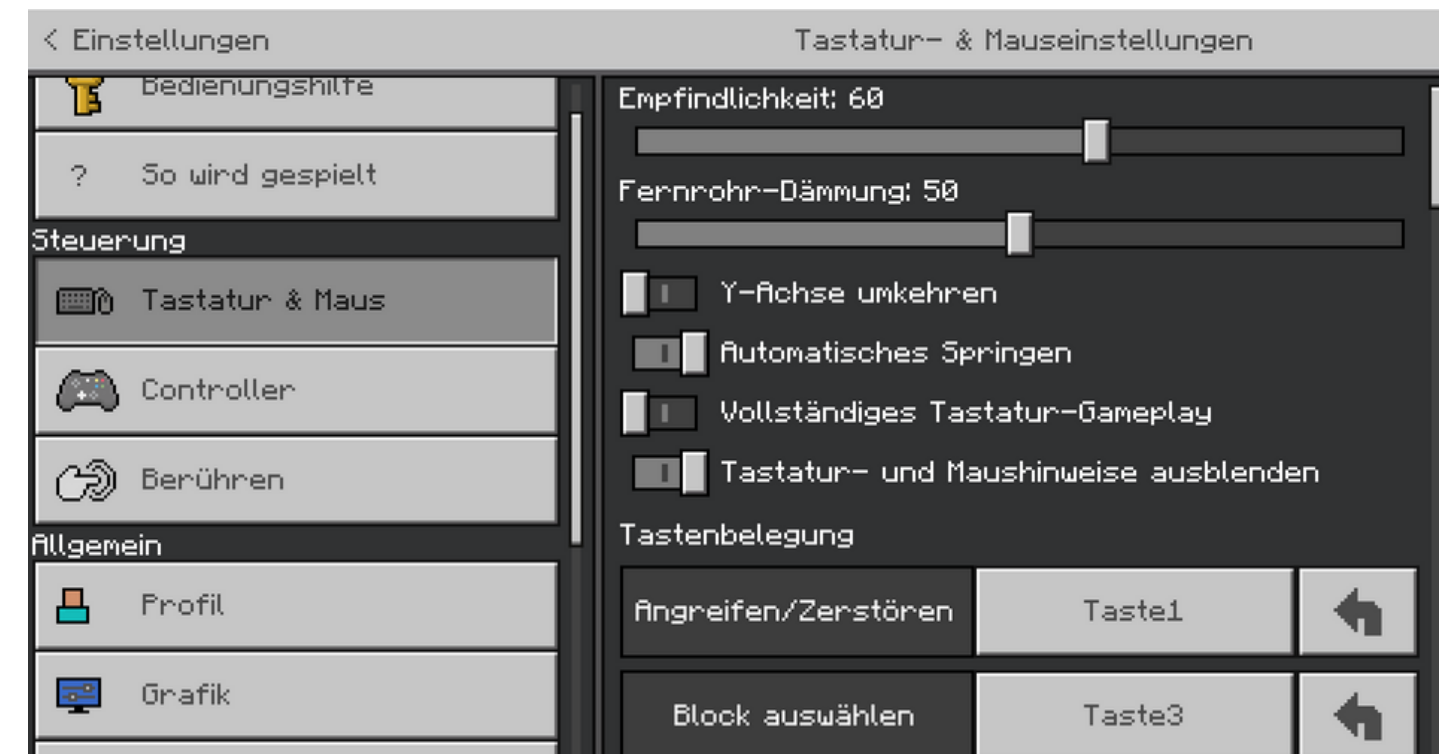 < Einstellungen
Tastatur- & Mauseinstellungen
Bedienungshilfe
? So wird gespielt
Steuerung
Tastatur & Maus
Controller
Berühren
Allgemein
Profil
Grafik
Empfindlichkeit: 60
Fernrohr-Dämmung: 50
Y-Achse umkehren
Automatisches Springen
Vollständiges Tastatur-Gameplay
Tastatur- und Maushinweise ausblenden
Tastenbelegung
Angreifen/Zerstören Taste1
Block auswählen Taste3